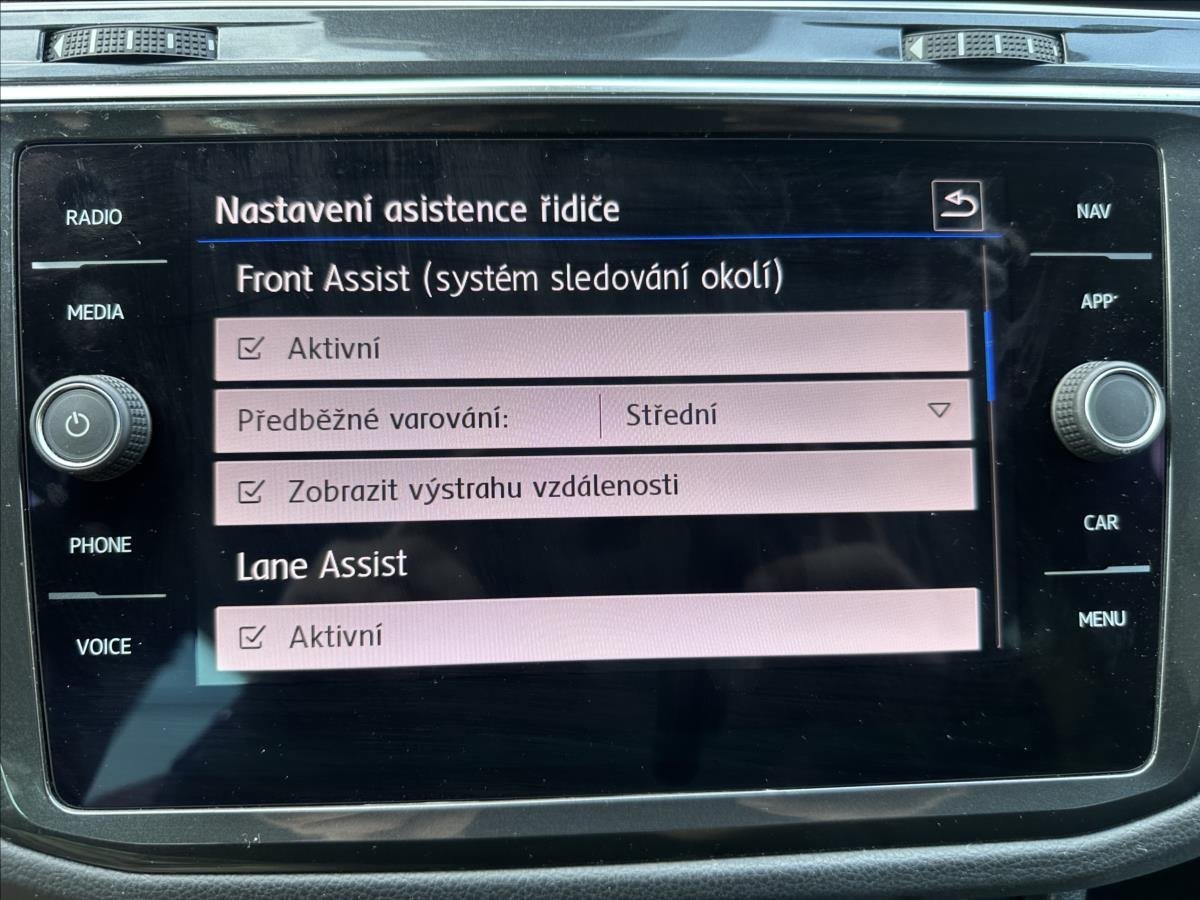 Nastavení asistence řidiče
Front Assist (systém sledování okolí)
Aktivní
Předběžné varování: Střední
Zobrazit výstrahu vzdálenosti
Lane Assist
Aktivní
RADIO
MEDIA
PHONE
VOICE
NAV
APP
CAR
MENU